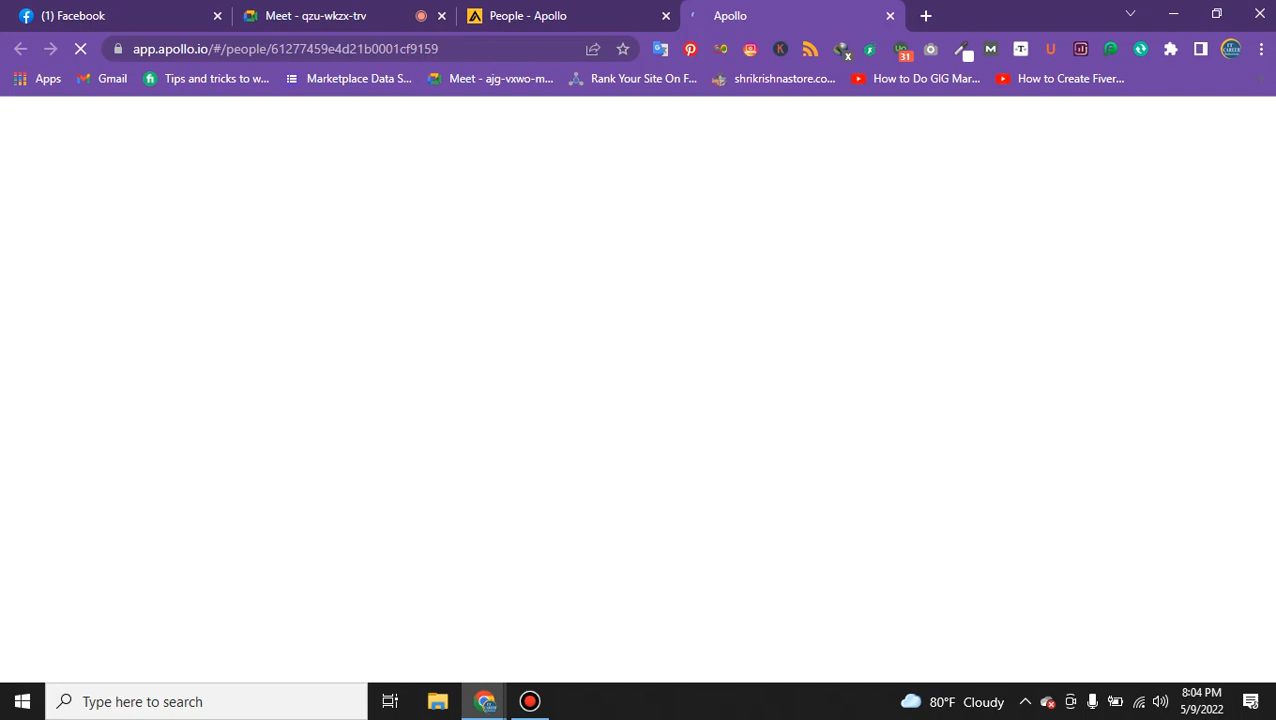 (1) Facebook
Meet - qzu-wkzx-trv
People - Apollo
Apollo
app.apollo.io/#/people/61277459e4d21b0001cf9159
31
Apps
Gmail
Tips and tricks to w...
Marketplace Data S...
Meet - ajg-vxwo-m...
Rank Your Site On F...
shrikrishnastore.co...
How to Do GIG Mar...
How to Create Fiver...
Type here to search
80°F Cloudy
8:04 PM
5/9/2022